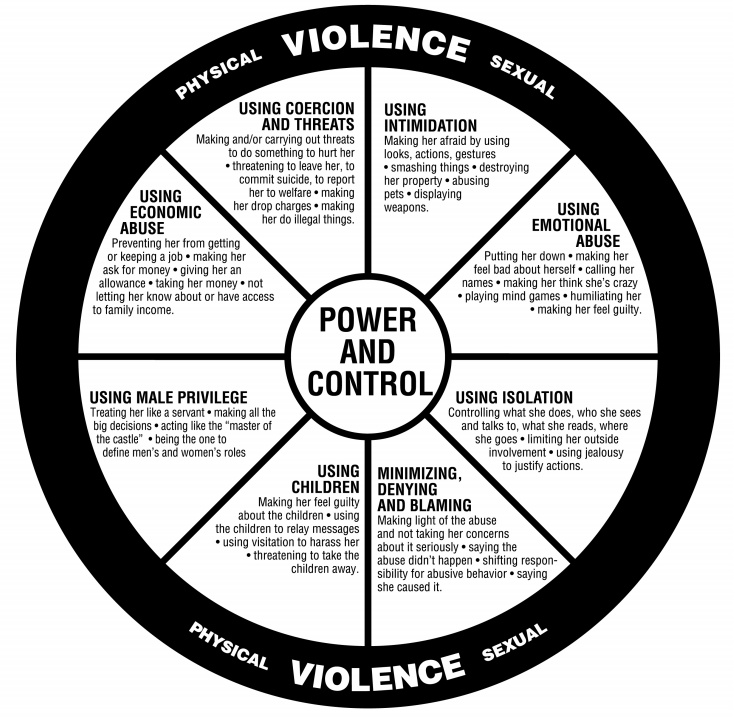 PHYSICAL VIOLENCE SEXUAL
USING COERCION
AND THREATS
Making and/or carrying out threats
to do something to hurt her
• threatening to leave her, to
commit suicide, to report
her to welfare • making
her drop charges • making
her do illegal things.
USING
INTIMIDATION
Making her afraid by using
looks, actions, gestures
• smashing things • destroying
her property • abusing
pets • displaying
weapons.
USING
ECONOMIC
ABUSE
Preventing her from getting
or keeping a job • making her
ask for money • giving her an
allowance • taking her money • not
letting her know about or have access
to family income.
USING
EMOTIONAL
ABUSE
Putting her down • making her
feel bad about herself • calling her
names • making her think she's crazy
• playing mind games • humiliating her
• making her feel guilty.
POWER
AND
CONTROL
USING MALE PRIVILEGE
Treating her like a servant • making all the
big decisions • acting like the “master of
the castle” • being the one to
define men's and women's roles
USING ISOLATION
Controlling what she does, who she sees
and talks to, what she reads, where
she goes • limiting her outside
involvement • using jealousy
to justify actions.
USING
CHILDREN
Making her feel guilty
about the children • using
the children to relay messages
• using visitation to harass her
• threatening to take the
children away.
MINIMIZING,
DENYING
AND BLAMING
Making light of the abuse
and not taking her concerns
about it seriously • saying the
abuse didn't happen • shifting respon-
sibility for abusive behavior • saying
she caused it.
PHYSICAL VIOLENCE SEXUAL